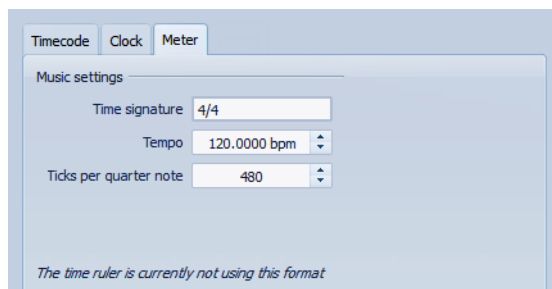 Timecode Clock Meter
Music settings
Time signature 4/4
Tempo 120.0000 bpm
Ticks per quarter note 480
The time ruler is currently not using this format